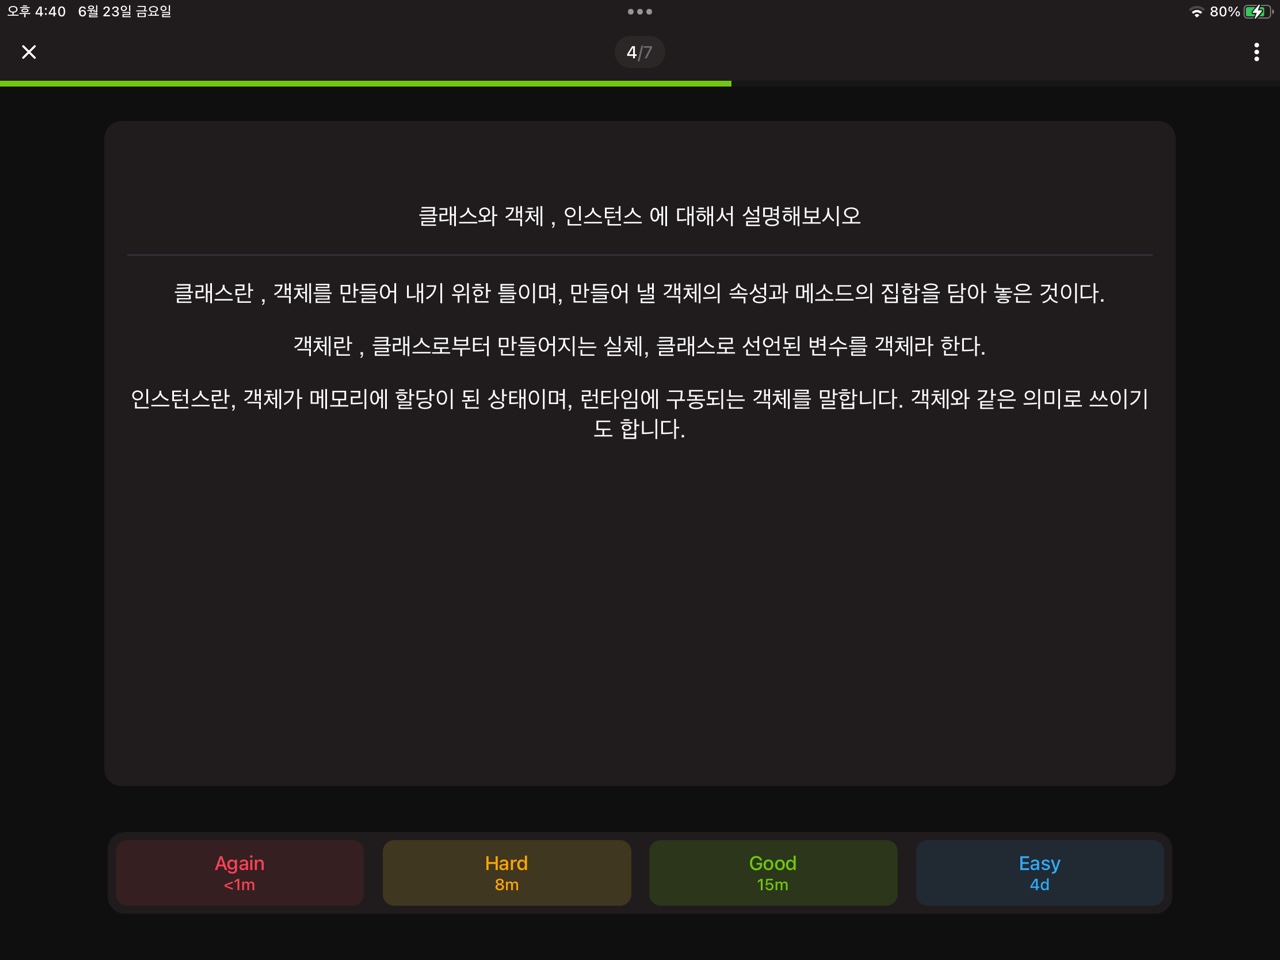 오후 4:40 6월 23일 금요일
80%
4/7
클래스와 객체 , 인스턴스 에 대해서 설명해보시오
클래스란 , 객체를 만들어 내기 위한 틀이며, 만들어 낼 객체의 속성과 메소드의 집합을 담아 놓은 것이다.
객체란 , 클래스로부터 만들어지는 실체, 클래스로 선언된 변수를 객체라 한다.
인스턴스란, 객체가 메모리에 할당이 된 상태이며, 런타임에 구동되는 객체를 말합니다. 객체와 같은 의미로 쓰이기
도 합니다.
Again
<1m
Hard
8m
Good
15m
Easy
4d